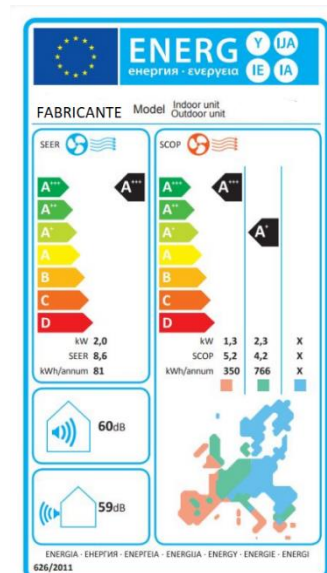 ENERG Y IJA
енергия · ενεργεια IE IA
FABRICANTE Model Indoor unit
Outdoor unit
SEER SCOP
A+++ A+++ A+++ A+++
A++ A++
A+ A+ A+
A A
B B
C C
D D
kW 2,0 kW 1,3 2,3 X
SEER 8,6 SCOP 5,2 4,2 X
kWh/annum 81 kWh/annum 350 766 X
60dB
59dB
ENERGIA · ЕНЕРГИЯ · ΕΝΕΡΓΕΙΑ · ENERGIJA · ENERGY · ENERGIE · ENERGI
626/2011